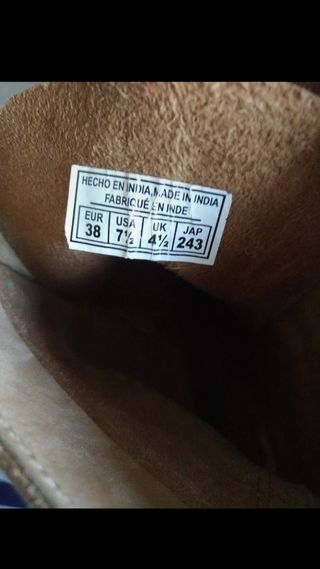 HECHO EN INDIA,MADE IN INDIA
FABRIQUÉ EN INDE
EUR USA UK JAP
38 7½ 4½ 243